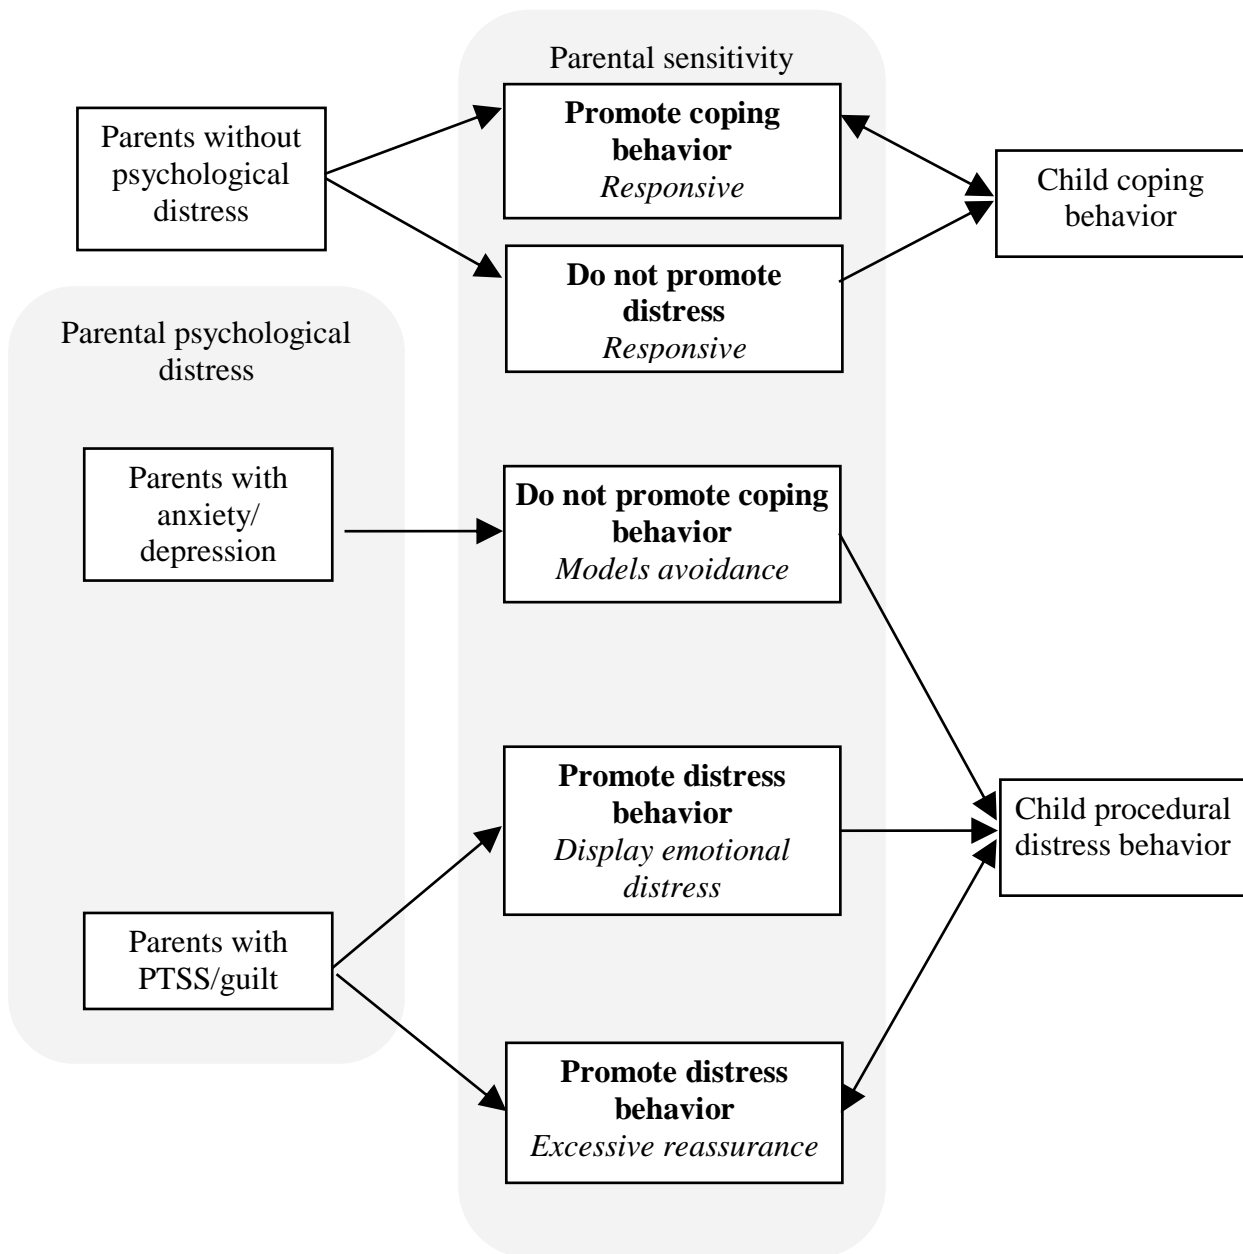 Parental sensitivity
Parents without
psychological
distress
Promote coping
behavior
Responsive
Child coping
behavior
Do not promote
distress
Responsive
Parental psychological
distress
Parents with
anxiety/
depression
Do not promote coping
behavior
Models avoidance
Promote distress
behavior
Display emotional
distress
Child procedural
distress behavior
Parents with
PTSS/guilt
Promote distress
behavior
Excessive reassurance